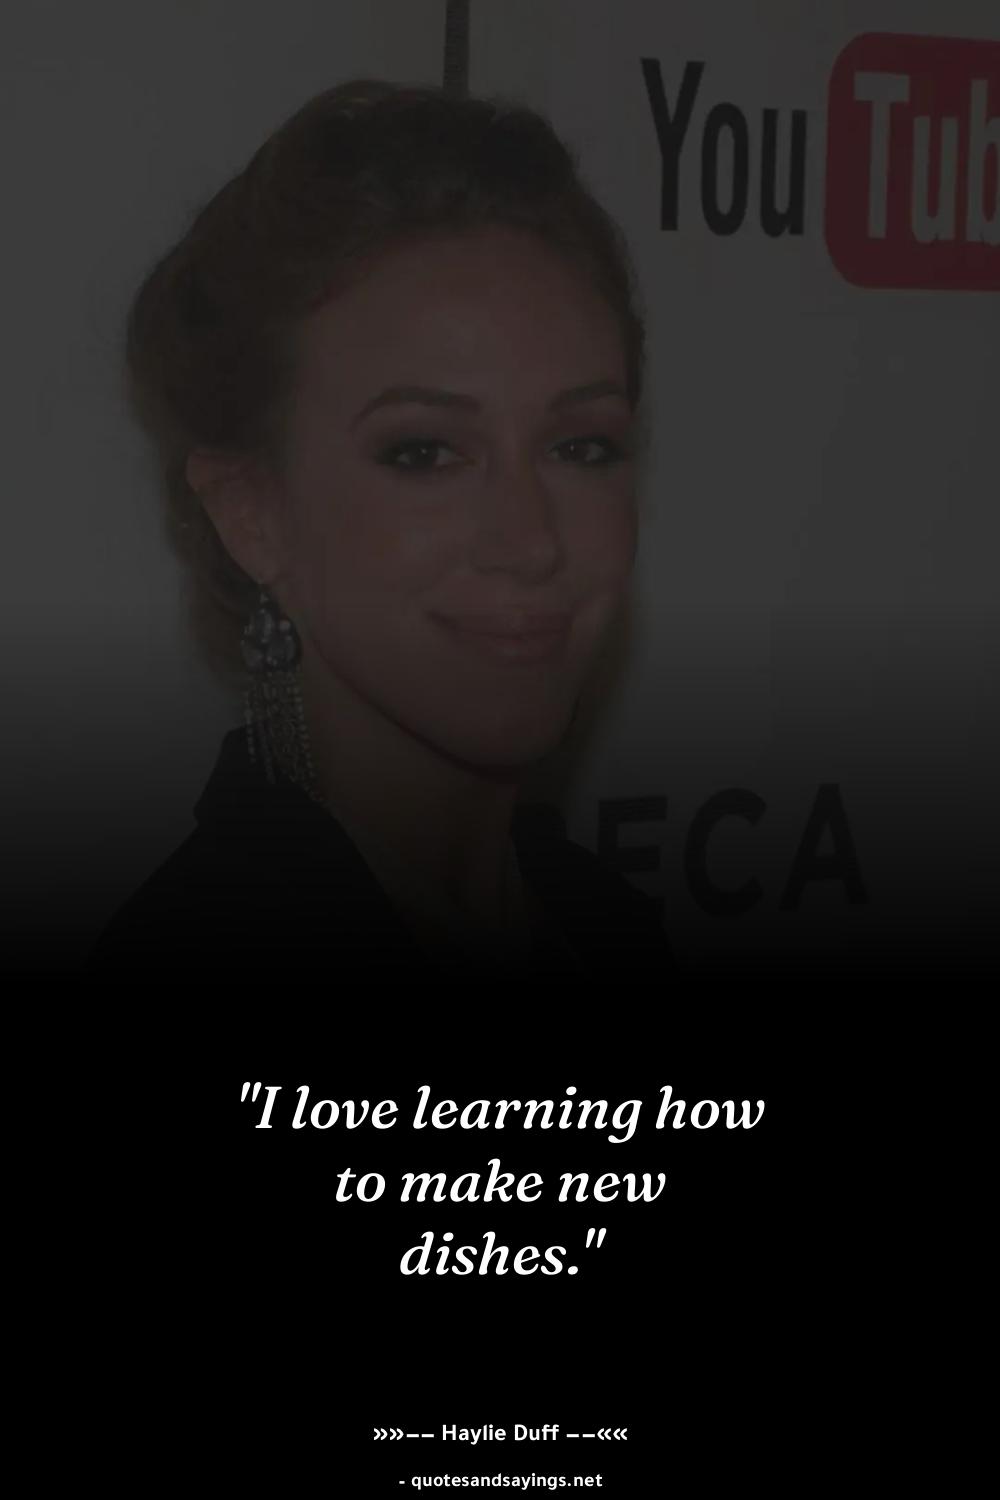 You Tub
ECA
"I love learning how
to make new
dishes."
»»—— Haylie Duff ——««
- quotesandsayings.net